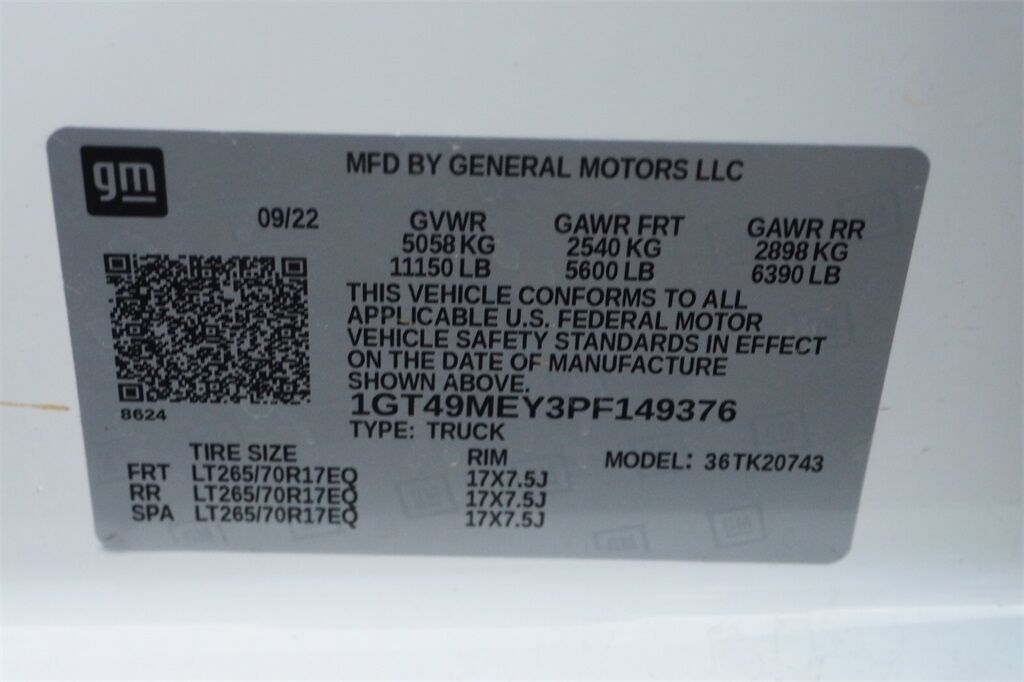 gm
MFD BY GENERAL MOTORS LLC
09/22 GVWR GAWR FRT GAWR RR
5058 KG 2540 KG 2898 KG
11150 LB 5600 LB 6390 LB
THIS VEHICLE CONFORMS TO ALL
APPLICABLE U.S. FEDERAL MOTOR
VEHICLE SAFETY STANDARDS IN EFFECT
ON THE DATE OF MANUFACTURE
SHOWN ABOVE.
8624
1GT49MEY3PF149376
TYPE: TRUCK
TIRE SIZE RIM MODEL: 36TK20743
FRT LT265/70R17EQ 17X7.5J
RR LT265/70R17EQ 17X7.5J
SPA LT265/70R17EQ 17X7.5J